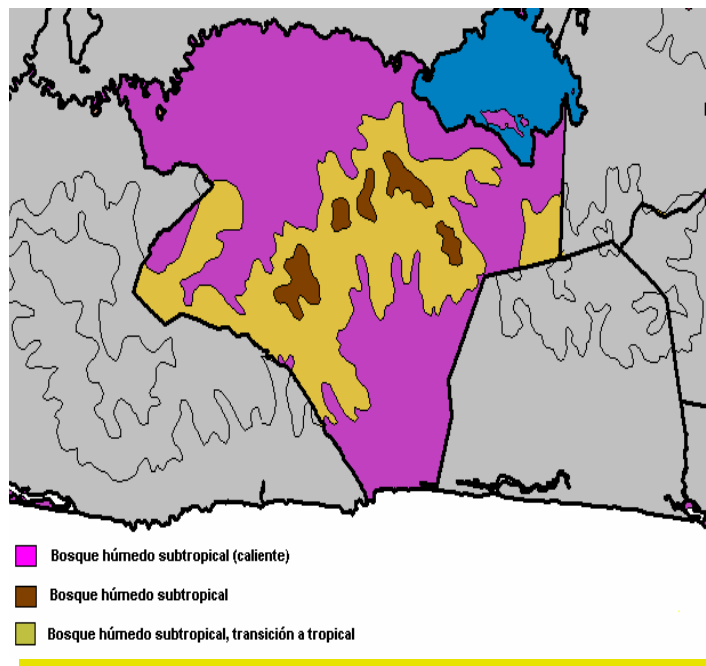 Bosque húmedo subtropical (caliente)
Bosque húmedo subtropical
Bosque húmedo subtropical, transición a tropical